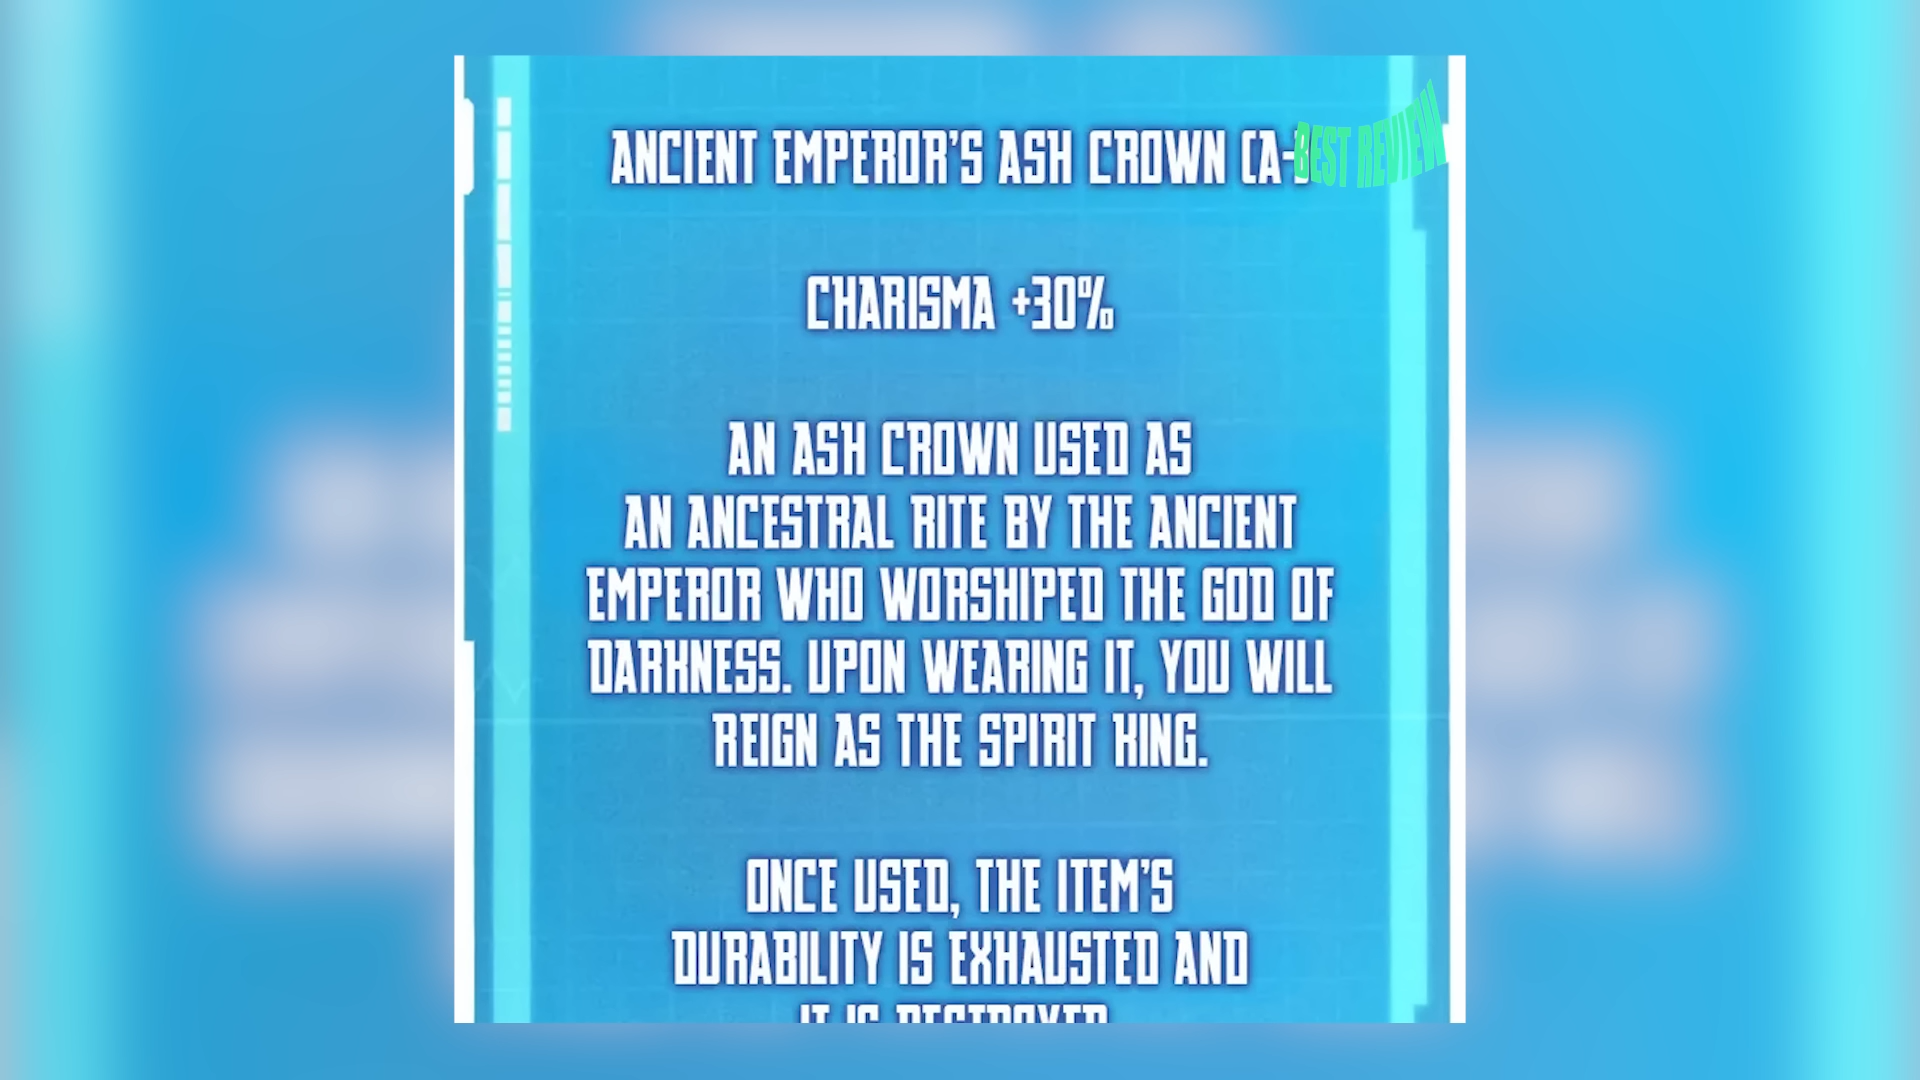 ANCIENT EMPEROR'S ASH CROWN (A-
BEST REVIEW
CHARISMA +30%
AN ASH CROWN USED AS
AN ANCESTRAL RITE BY THE ANCIENT
EMPEROR WHO WORSHIPED THE GOD OF
DARKNESS. UPON WEARING IT, YOU WILL
REIGN AS THE SPIRIT KING.
ONCE USED, THE ITEM'S
DURABILITY IS EXHAUSTED AND
IT IS DESTROYED